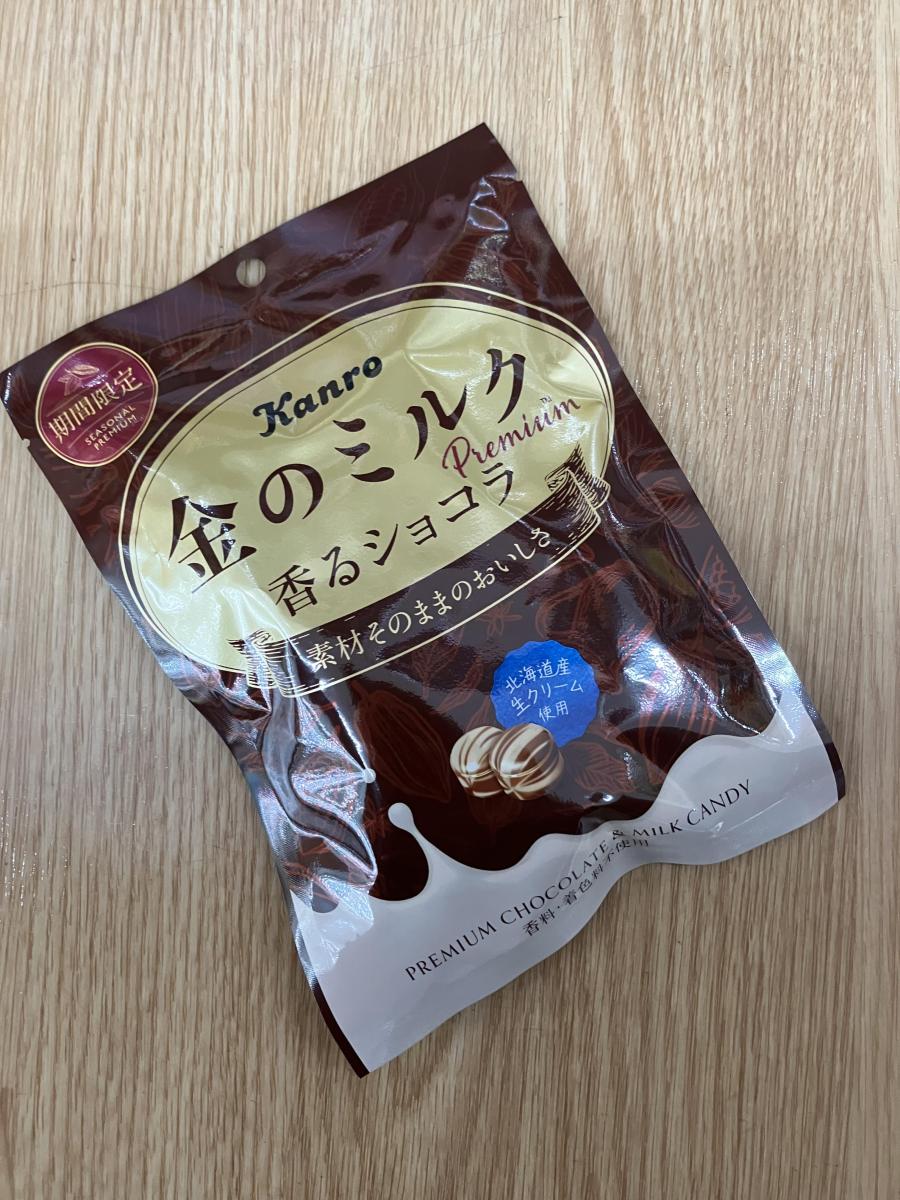 期間限定
SEASONAL
PREMIUM
Kanro
金のミルク
Premium™
香るショコラ
素材そのままのおいしさ
北海道産
生クリーム
使用
PREMIUM CHOCOLATE & MILK CANDY
香料・着色料不使用